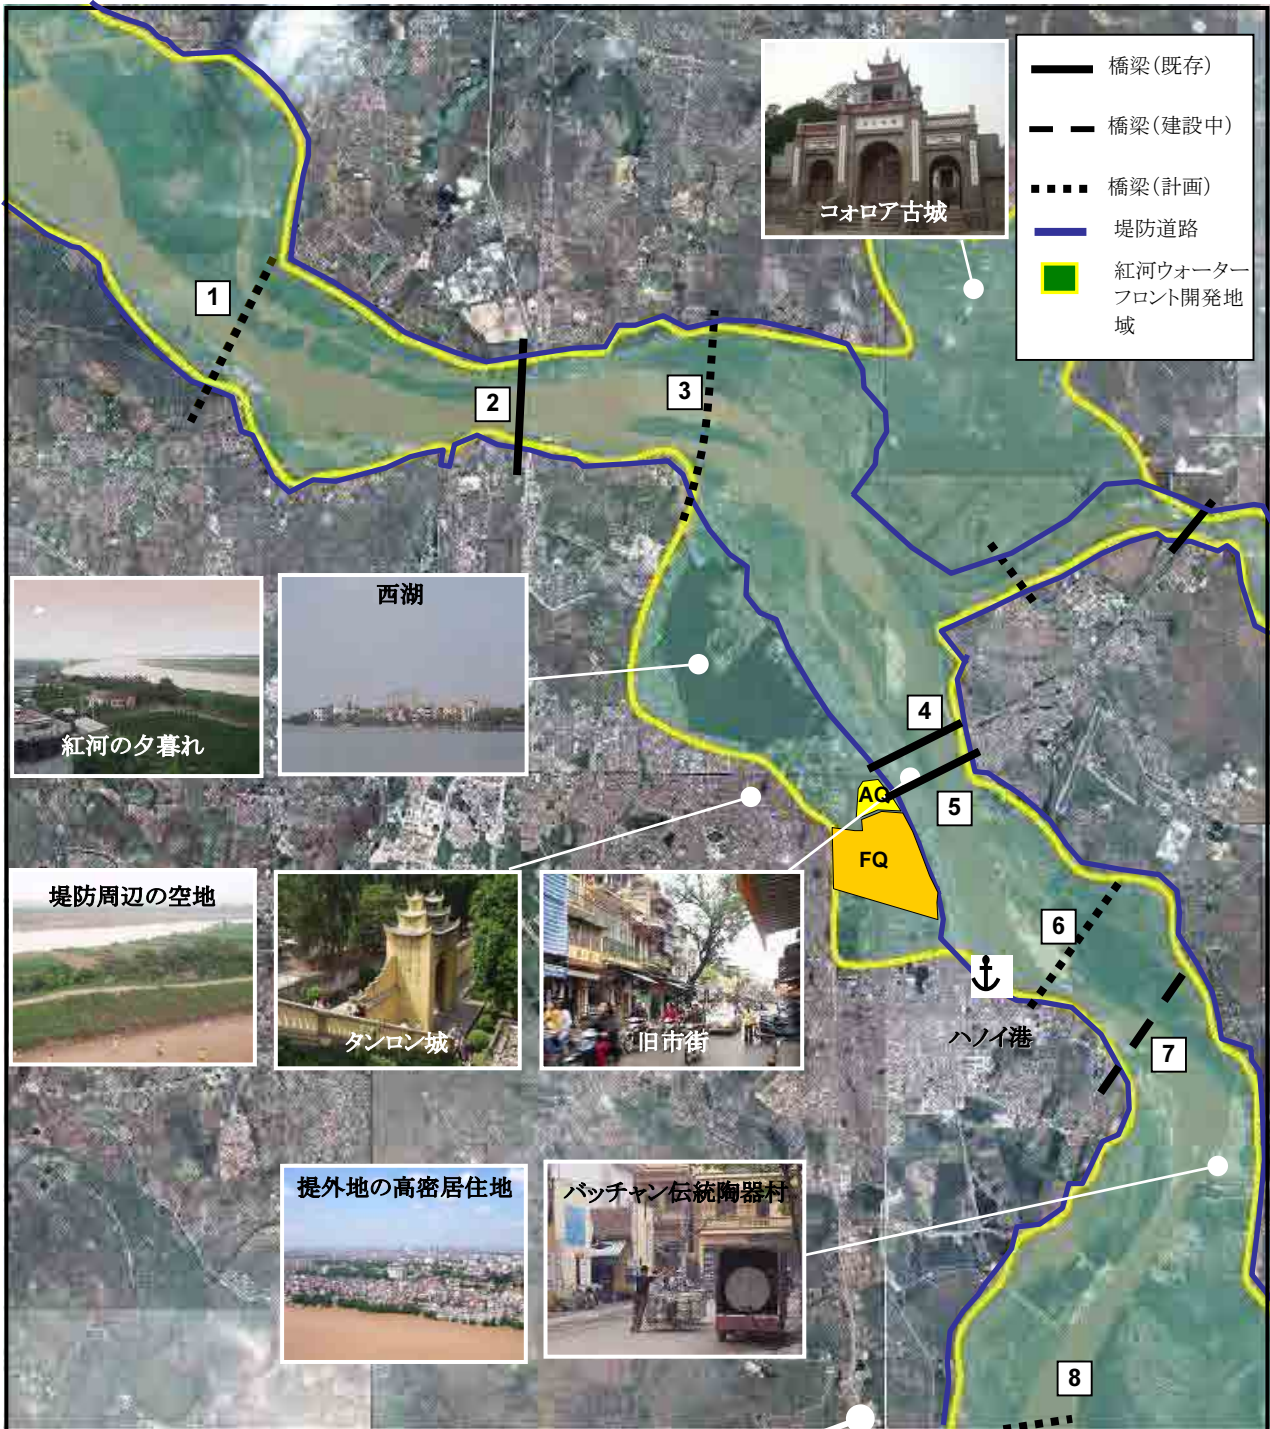 橋梁(既存)
橋梁(建設中)
橋梁(計画)
堤防道路
紅河ウォーター
フロント開発地
域
コォロア古城
1
2
3
西湖
紅河の夕暮れ
4
AQ
5
FQ
堤防周辺の空地
タンロン城
旧市街
6
ハノイ港
7
提外地の高密居住地
バッチャン伝統陶器村
8